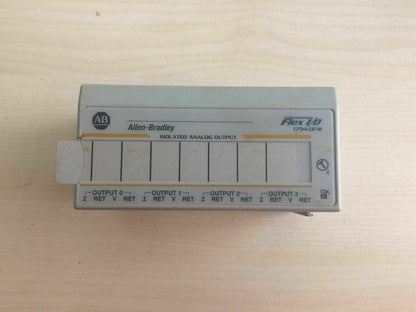 AB
Allen-Bradley
Flex I/O
1794-OF4I
ISOLATED ANALOG OUTPUT
OUTPUT 0 OUTPUT 1 OUTPUT 2 OUTPUT 3
I RET V RET I RET V RET I RET V RET I RET V RET
OK